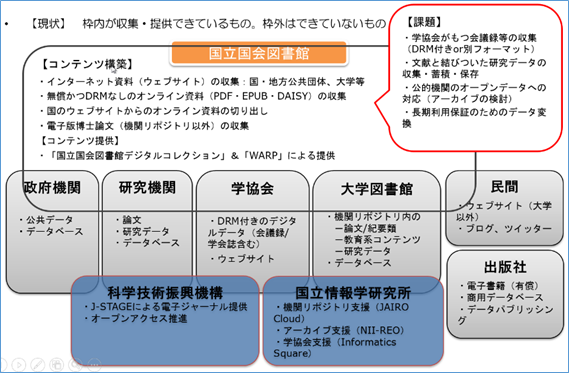 • 【現状】 枠内が収集・提供できているもの。枠外はできていないもの
国立国会図書館
【コンテンツ構築】
・インターネット資料(ウェブサイト)の収集:国・地方公共団体、大学等
・無償かつDRMなしのオンライン資料(PDF・EPUB・DAISY)の収集
・国のウェブサイトからのオンライン資料の切り出し
・電子版博士論文(機関リポジトリ以外)の収集
【コンテンツ提供】
・「国立国会図書館デジタルコレクション」&「WARP」による提供
【課題】
・学協会がもつ会議録等の収集
(DRM付きor別フォーマット)
・文献と結びついた研究データの
収集・蓄積・保存
・公的機関のオープンデータへの
対応(アーカイブの検討)
・長期利用保証のためのデータ変
換
政府機関
・公共データ
・データベース
研究機関
・論文
・研究データ
・データベース
学協会
・DRM付きのデジタ
ルデータ(会議録/
学会誌含む)
・ウェブサイト
大学図書館
・機関リポジトリ内の
－論文/紀要類
－教育系コンテンツ
－研究データ
・データベース
民間
・ウェブサイト(大学
以外)
・ブログ、ツイッター
出版社
・電子書籍(有償)
・商用データベース
・データパブリッシン
グ
科学技術振興機構
・J-STAGEによる電子ジャーナル提供
・オープンアクセス推進
国立情報学研究所
・機関リポジトリ支援(JAIRO
Cloud)
・アーカイブ支援(NII-REO)
・学協会支援(Informatics
Square)